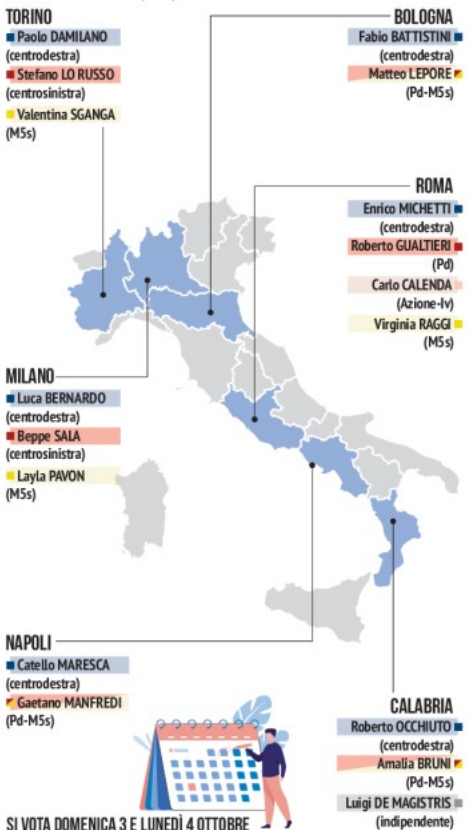 TORINO
Paolo DAMILANO
(centrodestra)
Stefano LO RUSSO
(centrosinistra)
Valentina SGANGA
(M5s)
BOLOGNA
Fabio BATTISTINI
(centrodestra)
Matteo LEPORE
(Pd-M5s)
ROMA
Enrico MICHETTI
(centrodestra)
Roberto GUALTIERI
(Pd)
Carlo CALENDA
(Azione-Iv)
Virginia RAGGI
(M5s)
MILANO
Luca BERNARDO
(centrodestra)
Beppe SALA
(centrosinistra)
Layla PAVON
(M5s)
NAPOLI
Catello MARESCA
(centrodestra)
Gaetano MANFREDI
(Pd-M5s)
CALABRIA
Roberto OCCHIUTO
(centrodestra)
Amalia BRUNI
(Pd-M5s)
Luigi DE MAGISTRIS
(indipendente)
SI VOTA DOMENICA 3 E LUNEDÌ 4 OTTOBRE